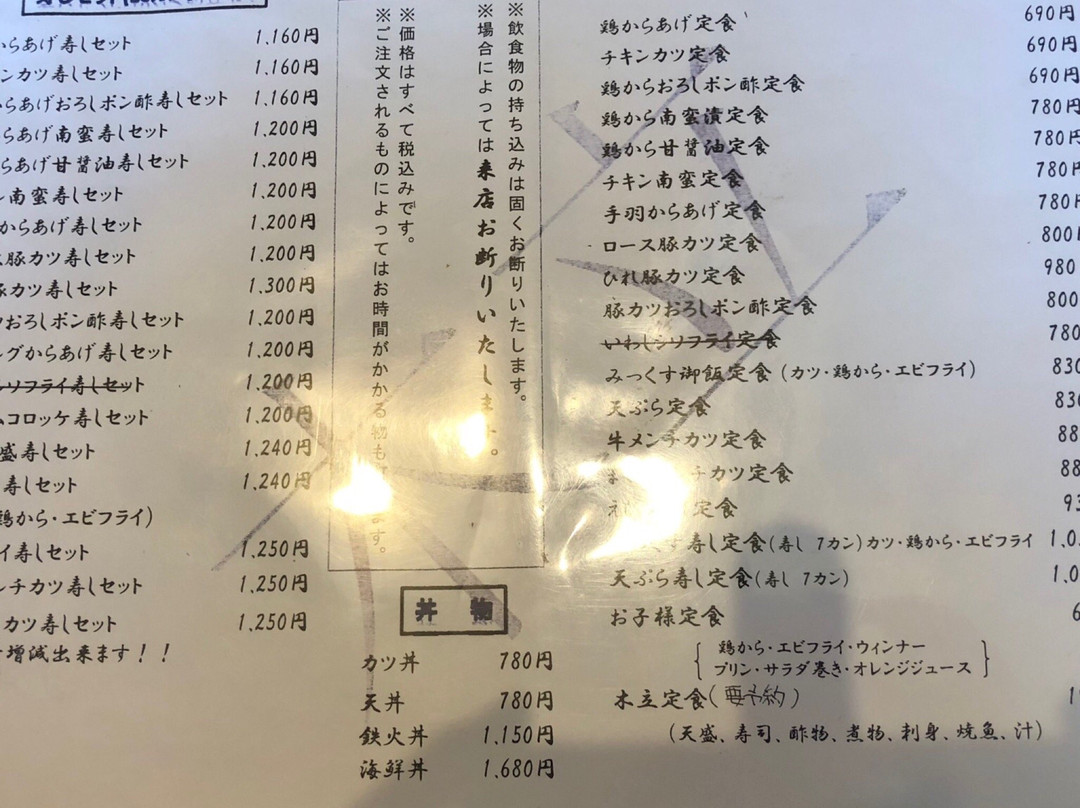 らあげ寿しセット 1,160円
ンカツ寿しセット 1,160円
らあげおろしポン酢寿しセット 1,160円
らあげ南蛮寿しセット 1,200円
らあげ甘醤油寿しセット 1,200円
南蛮寿しセット 1,200円
からあげ寿しセット 1,200円
豚カツ寿しセット 1,200円
カツ寿しセット 1,300円
おろしポン酢寿しセット 1,200円
グからあげ寿しセット 1,200円
ソフライ寿しセット 1,200円
コロッケ寿しセット 1,200円
盛寿しセット 1,240円
寿しセット 1,240円
鶏から・エビフライ)
イ寿しセット 1,250円
チカツ寿しセット 1,250円
カツ寿しセット 1,250円
増減出来ます!!
※飲食物の持ち込みは固くお断りいたします。
※場合によっては来店お断りいたします。
※価格はすべて税込みです。
※ご注文されるものによってはお時間がかかる物も ます。
丼物
カツ丼 780円
天丼 780円
鉄火丼 1,150円
海鮮丼 1,680円
鶏からあげ定食 690円
チキンカツ定食 690円
鶏からおろしポン酢定食 690円
鶏から南蛮漬定食 780円
鶏から甘醤油定食 780円
チキン南蛮定食 780円
手羽からあげ定食 780円
ロース豚カツ定食 800円
ひれ豚カツ定食 980
豚カツおろしポン酢定食 800
いわしシソフライ定食 780
みっくす御飯定食(カツ・鶏から・エビフライ) 830
天ぷら定食 830
牛メンチカツ定食 88
チカツ定食 88
定食 93
寿し定食(寿し 7カン)カツ・鶏から・エビフライ 1,0
天ぷら寿し定食(寿し 7カン) 1,0
お子様定食 6
鶏から・エビフライ・ウィンナー
プリン・サラダ巻き・オレンジジュース
木立定食(要予約) 1
(天盛、寿司、酢物、煮物、刺身、焼魚、汁)